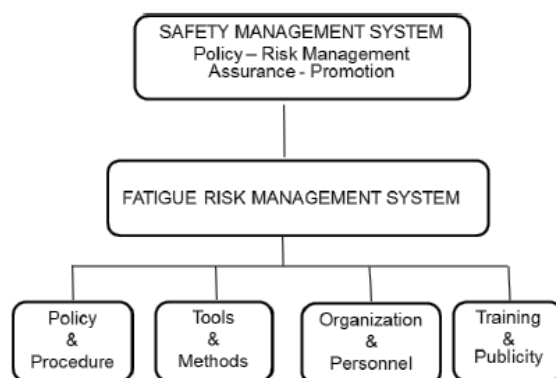 SAFETY MANAGEMENT SYSTEM
Policy – Risk Management
Assurance - Promotion
FATIGUE RISK MANAGEMENT SYSTEM
Policy
&
Procedure
Tools
&
Methods
Organization
&
Personnel
Training
&
Publicity